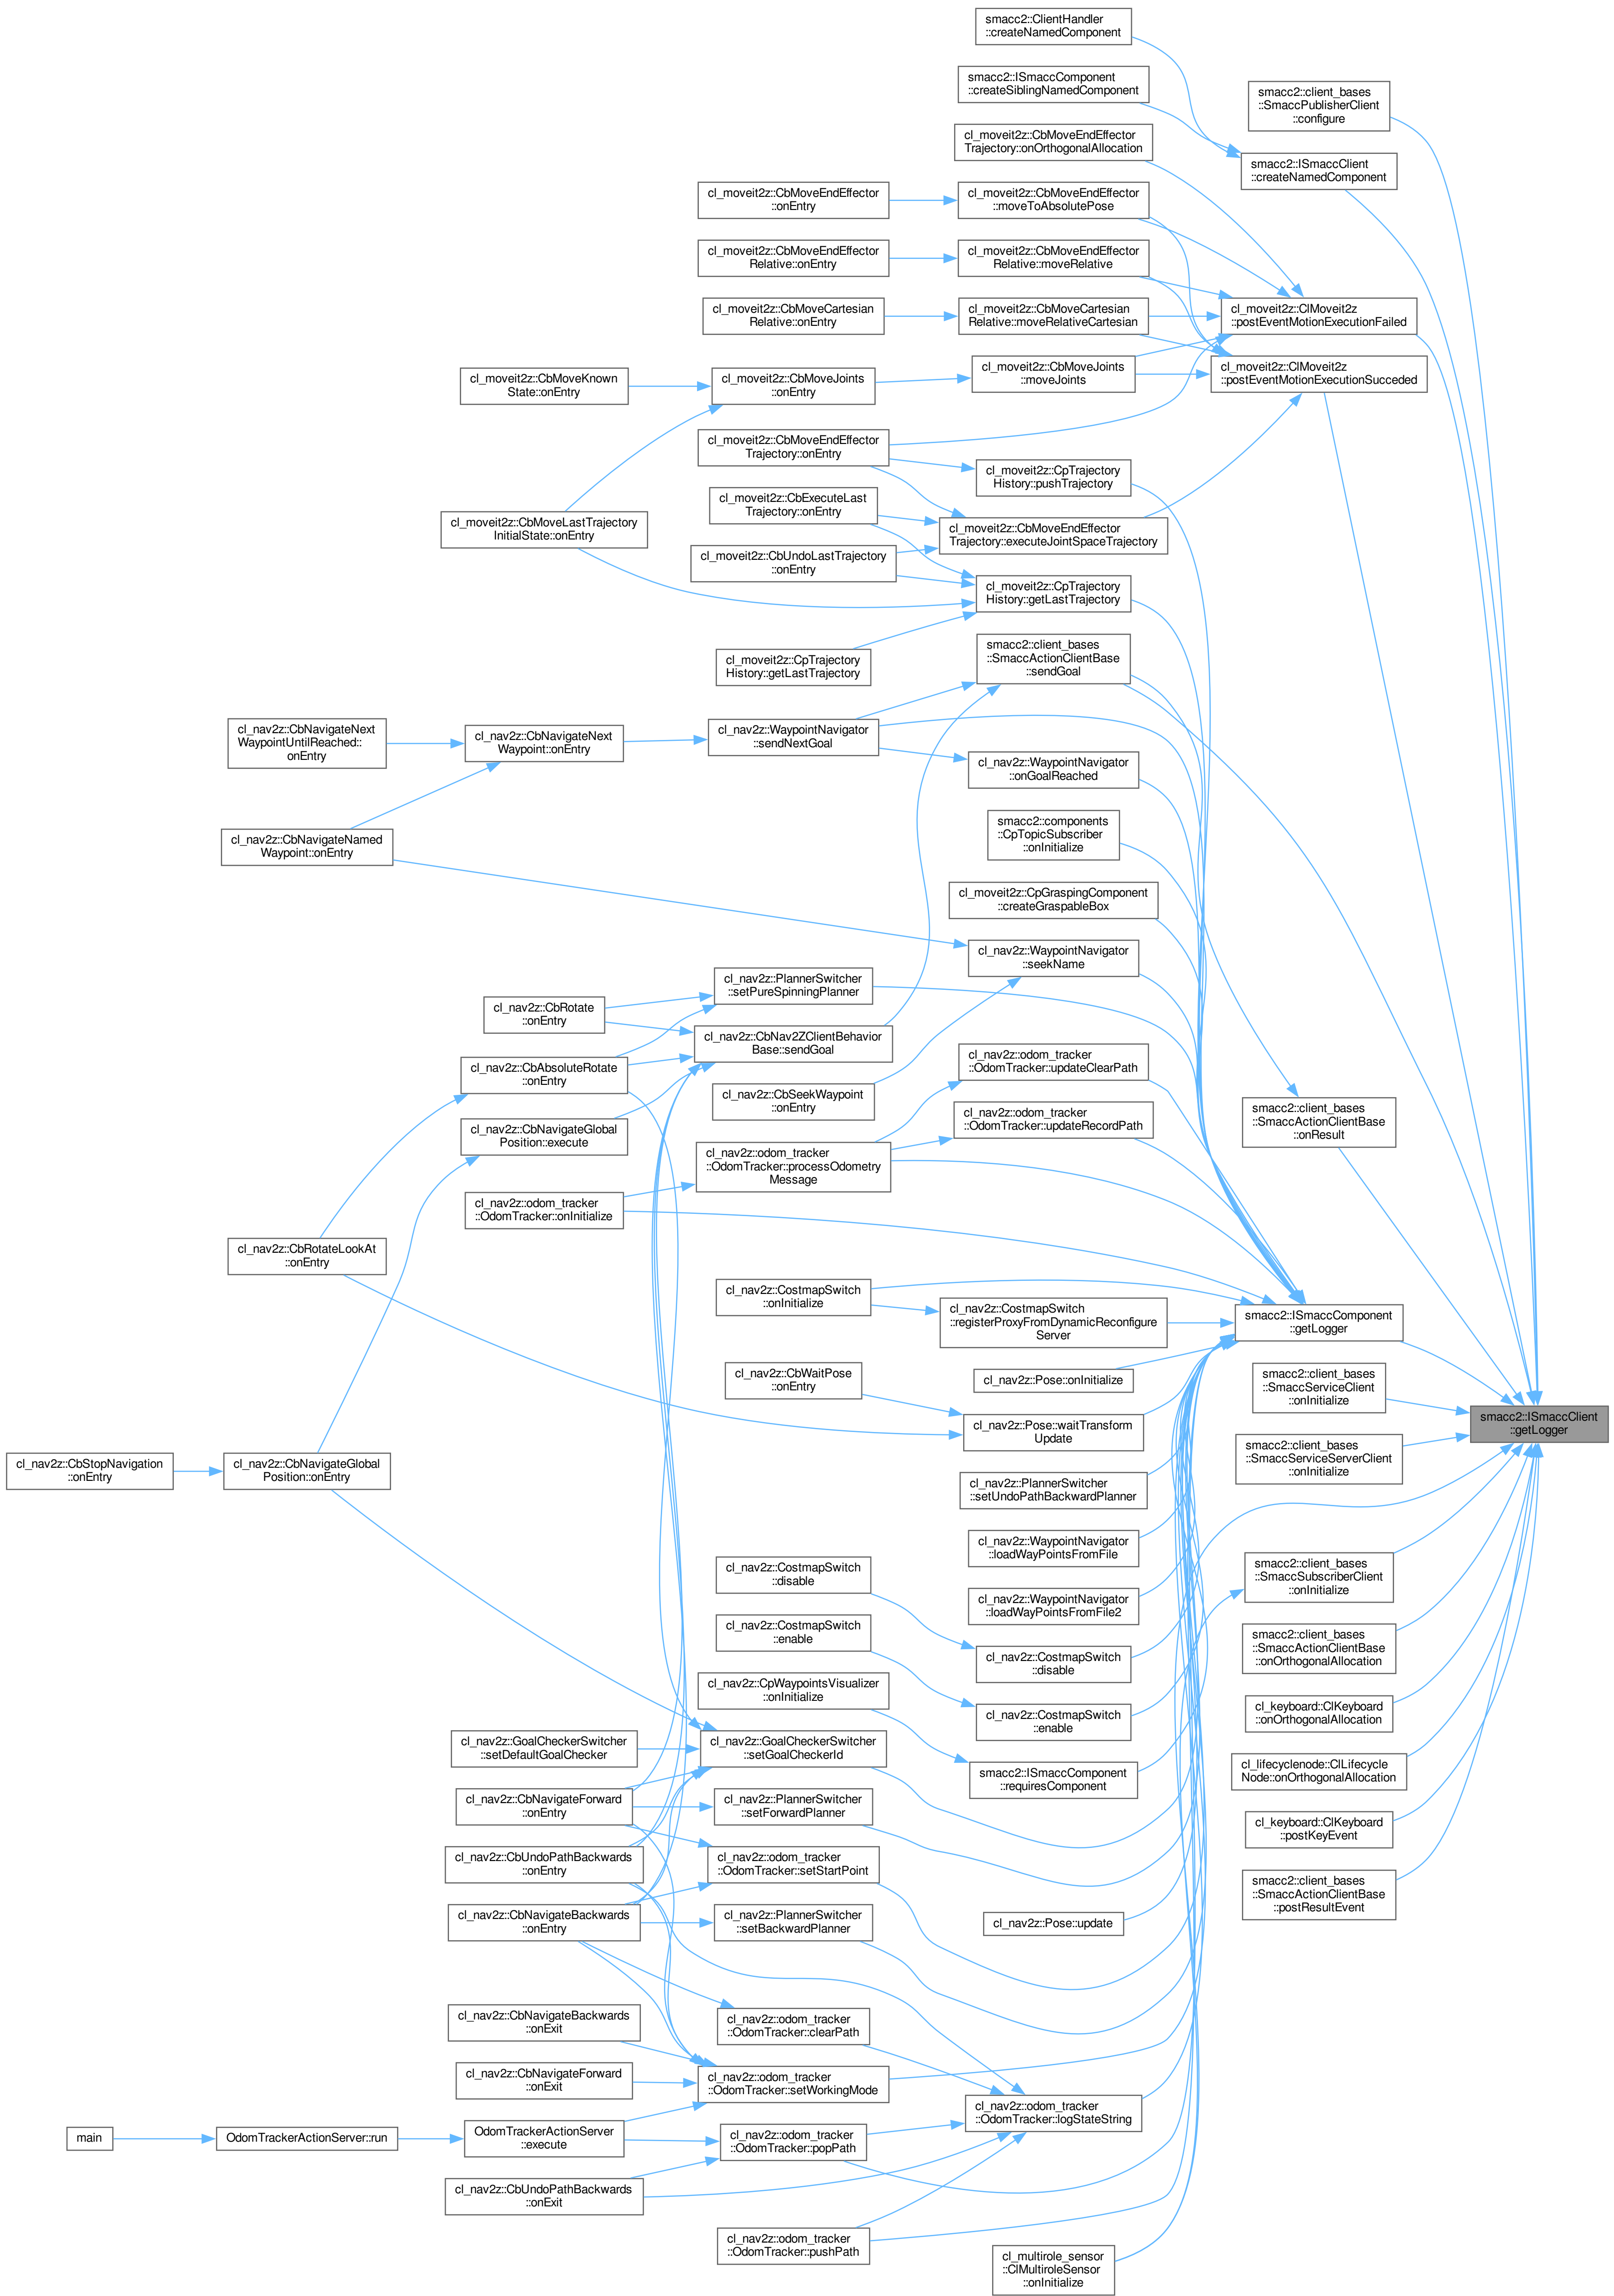 smacc2::ClientHandler
::createNamedComponent
smacc2::ISmaccComponent
::createSiblingNamedComponent
smacc2::client_bases
::SmaccPublisherClient
::configure
cl_moveit2z::CbMoveEndEffector
Trajectory::onOrthogonalAllocation
smacc2::ISmaccClient
::createNamedComponent
cl_moveit2z::CbMoveEndEffector
::onEntry
cl_moveit2z::CbMoveEndEffector
::moveToAbsolutePose
cl_moveit2z::CbMoveEndEffector
Relative::onEntry
cl_moveit2z::CbMoveEndEffector
Relative::moveRelative
cl_moveit2z::CbMoveCartesian
Relative::onEntry
cl_moveit2z::CbMoveCartesian
Relative::moveRelativeCartesian
cl_moveit2z::ClMoveit2z
::postEventMotionExecutionFailed
cl_moveit2z::CbMoveKnown
State::onEntry
cl_moveit2z::CbMoveJoints
::onEntry
cl_moveit2z::CbMoveJoints
::moveJoints
cl_moveit2z::ClMoveit2z
::postEventMotionExecutionSucceded
cl_moveit2z::CbMoveEndEffector
Trajectory::onEntry
cl_moveit2z::CpTrajectory
History::pushTrajectory
cl_moveit2z::CbExecuteLast
Trajectory::onEntry
cl_moveit2z::CbMoveLastTrajectory
InitialState::onEntry
cl_moveit2z::CbMoveEndEffector
Trajectory::executeJointSpaceTrajectory
cl_moveit2z::CbUndoLastTrajectory
::onEntry
cl_moveit2z::CpTrajectory
History::getLastTrajectory
cl_moveit2z::CpTrajectory
History::getLastTrajectory
smacc2::client_bases
::SmaccActionClientBase
::sendGoal
cl_nav2z::CbNavigateNext
WaypointUntilReached::
onEntry
cl_nav2z::CbNavigateNext
Waypoint::onEntry
cl_nav2z::WaypointNavigator
::sendNextGoal
cl_nav2z::WaypointNavigator
::onGoalReached
cl_nav2z::CbNavigateNamed
Waypoint::onEntry
smacc2::components
::CpTopicSubscriber
::onInitialize
cl_moveit2z::CpGraspingComponent
::createGraspableBox
cl_nav2z::WaypointNavigator
::seekName
cl_nav2z::PlannerSwitcher
::setPureSpinningPlanner
cl_nav2z::CbRotate
::onEntry
cl_nav2z::CbNav2ZClientBehavior
Base::sendGoal
cl_nav2z::CbAbsoluteRotate
::onEntry
cl_nav2z::odom_tracker
::OdomTracker::updateClearPath
cl_nav2z::CbSeekWaypoint
::onEntry
cl_nav2z::odom_tracker
::OdomTracker::updateRecordPath
smacc2::client_bases
::SmaccActionClientBase
::onResult
cl_nav2z::CbNavigateGlobal
Position::execute
cl_nav2z::odom_tracker
::OdomTracker::processOdometry
Message
cl_nav2z::odom_tracker
::OdomTracker::onInitialize
cl_nav2z::CbRotateLookAt
::onEntry
cl_nav2z::CostmapSwitch
::onInitialize
cl_nav2z::CostmapSwitch
::registerProxyFromDynamicReconfigure
Server
smacc2::ISmaccComponent
::getLogger
cl_nav2z::Pose::onInitialize
cl_nav2z::CbWaitPose
::onEntry
smacc2::client_bases
::SmaccServiceClient
::onInitialize
smacc2::ISmaccClient
::getLogger
cl_nav2z::Pose::waitTransform
Update
smacc2::client_bases
::SmaccServiceServerClient
::onInitialize
cl_nav2z::CbStopNavigation
::onEntry
cl_nav2z::CbNavigateGlobal
Position::onEntry
cl_nav2z::PlannerSwitcher
::setUndoPathBackwardPlanner
cl_nav2z::WaypointNavigator
::loadWayPointsFromFile
cl_nav2z::CostmapSwitch
::disable
smacc2::client_bases
::SmaccSubscriberClient
::onInitialize
cl_nav2z::WaypointNavigator
::loadWayPointsFromFile2
cl_nav2z::CostmapSwitch
::enable
cl_nav2z::CostmapSwitch
::disable
smacc2::client_bases
::SmaccActionClientBase
::onOrthogonalAllocation
cl_nav2z::CpWaypointsVisualizer
::onInitialize
cl_nav2z::CostmapSwitch
::enable
cl_keyboard::ClKeyboard
::onOrthogonalAllocation
cl_nav2z::GoalCheckerSwitcher
::setDefaultGoalChecker
cl_nav2z::GoalCheckerSwitcher
::setGoalCheckerId
smacc2::ISmaccComponent
::requiresComponent
cl_lifecyclenode::ClLifecycle
Node::onOrthogonalAllocation
cl_nav2z::CbNavigateForward
::onEntry
cl_nav2z::PlannerSwitcher
::setForwardPlanner
cl_keyboard::ClKeyboard
::postKeyEvent
cl_nav2z::CbUndoPathBackwards
::onEntry
cl_nav2z::odom_tracker
::OdomTracker::setStartPoint
smacc2::client_bases
::SmaccActionClientBase
::postResultEvent
cl_nav2z::CbNavigateBackwards
::onEntry
cl_nav2z::PlannerSwitcher
::setBackwardPlanner
cl_nav2z::Pose::update
cl_nav2z::CbNavigateBackwards
::onExit
cl_nav2z::odom_tracker
::OdomTracker::clearPath
cl_nav2z::CbNavigateForward
::onExit
cl_nav2z::odom_tracker
::OdomTracker::setWorkingMode
cl_nav2z::odom_tracker
::OdomTracker::logStateString
main
OdomTrackerActionServer::run
OdomTrackerActionServer
::execute
cl_nav2z::odom_tracker
::OdomTracker::popPath
cl_nav2z::CbUndoPathBackwards
::onExit
cl_nav2z::odom_tracker
::OdomTracker::pushPath
cl_multirole_sensor
::ClMultiroleSensor
::onInitialize